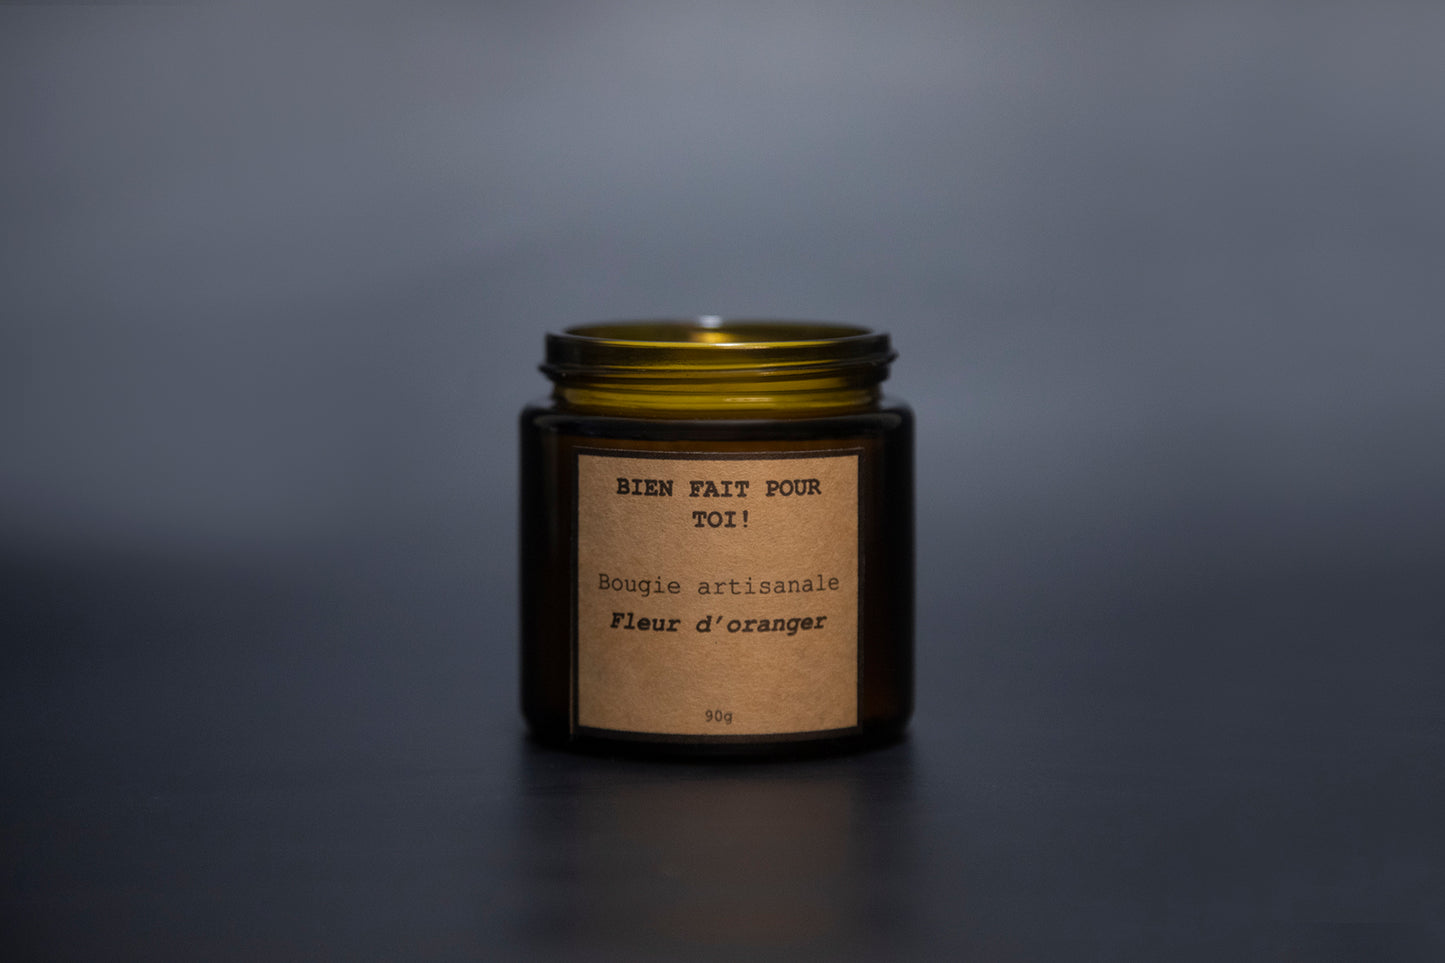 BIEN FAIT POUR
TOI!
Bougie artisanale
Fleur d'oranger
90g